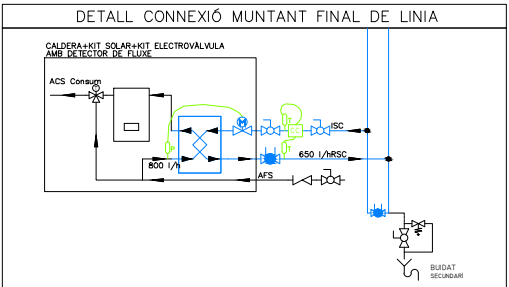 DETALL CONNEXIÓ MUNTANT FINAL DE LINIA
CALDERA+KIT SOLAR+KIT ELECTROVÀLVULA
AMB DETECTOR DE FLUXE
ACS Consum
M
T
CC
ISC
P
T
800 l/h
650 l/hRSC
AFS
BUIDAT
SECUNDARI